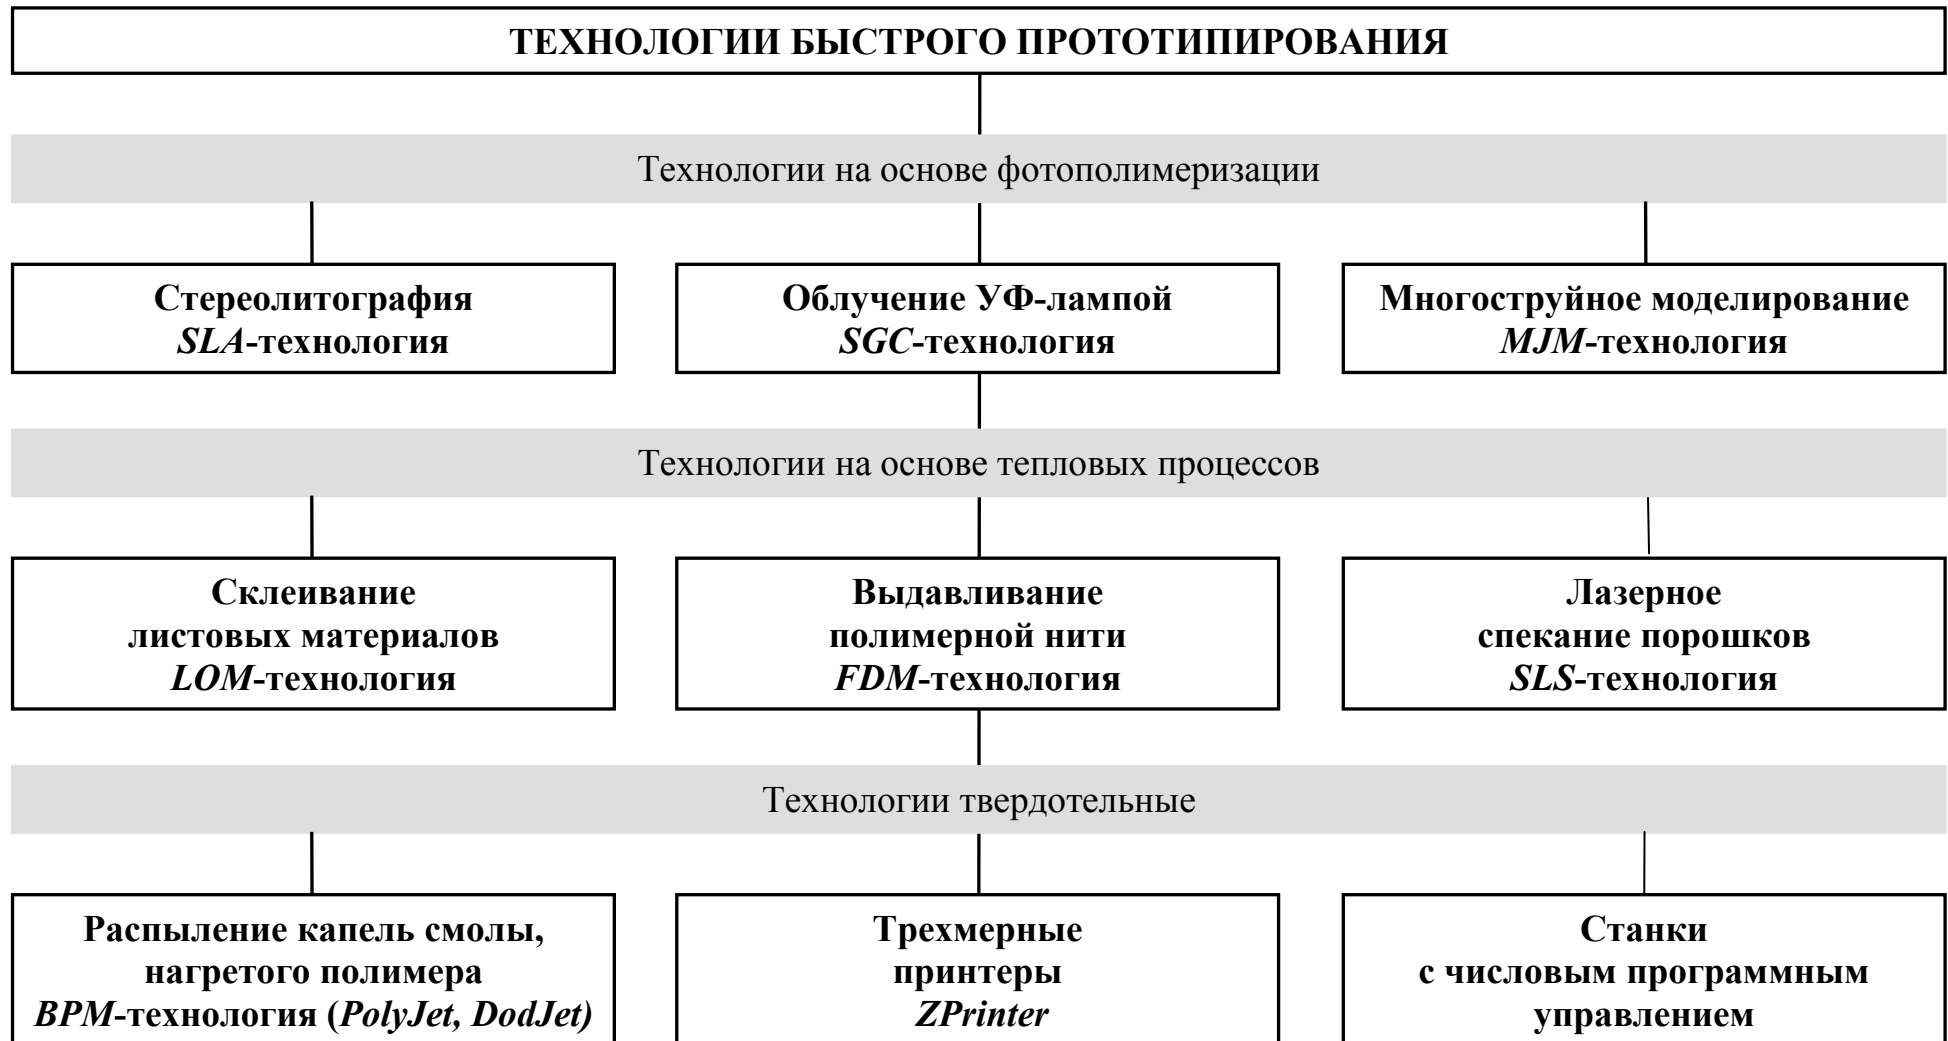 ТЕХНОЛОГИИ БЫСТРОГО ПРОТОТИПИРОВАНИЯ
Технологии на основе фотополимеризации
Стереолитография
SLA-технология
Облучение УФ-лампой
SGC-технология
Многоструйное моделирование
MJM-технология
Технологии на основе тепловых процессов
Склеивание
листовых материалов
LOM-технология
Выдавливание
полимерной нити
FDM-технология
Лазерное
спекание порошков
SLS-технология
Технологии твердотельные
Распыление капель смолы,
нагретого полимера
BPM-технология (PolyJet, DodJet)
Трехмерные
принтеры
ZPrinter
Станки
с числовым программным
управлением